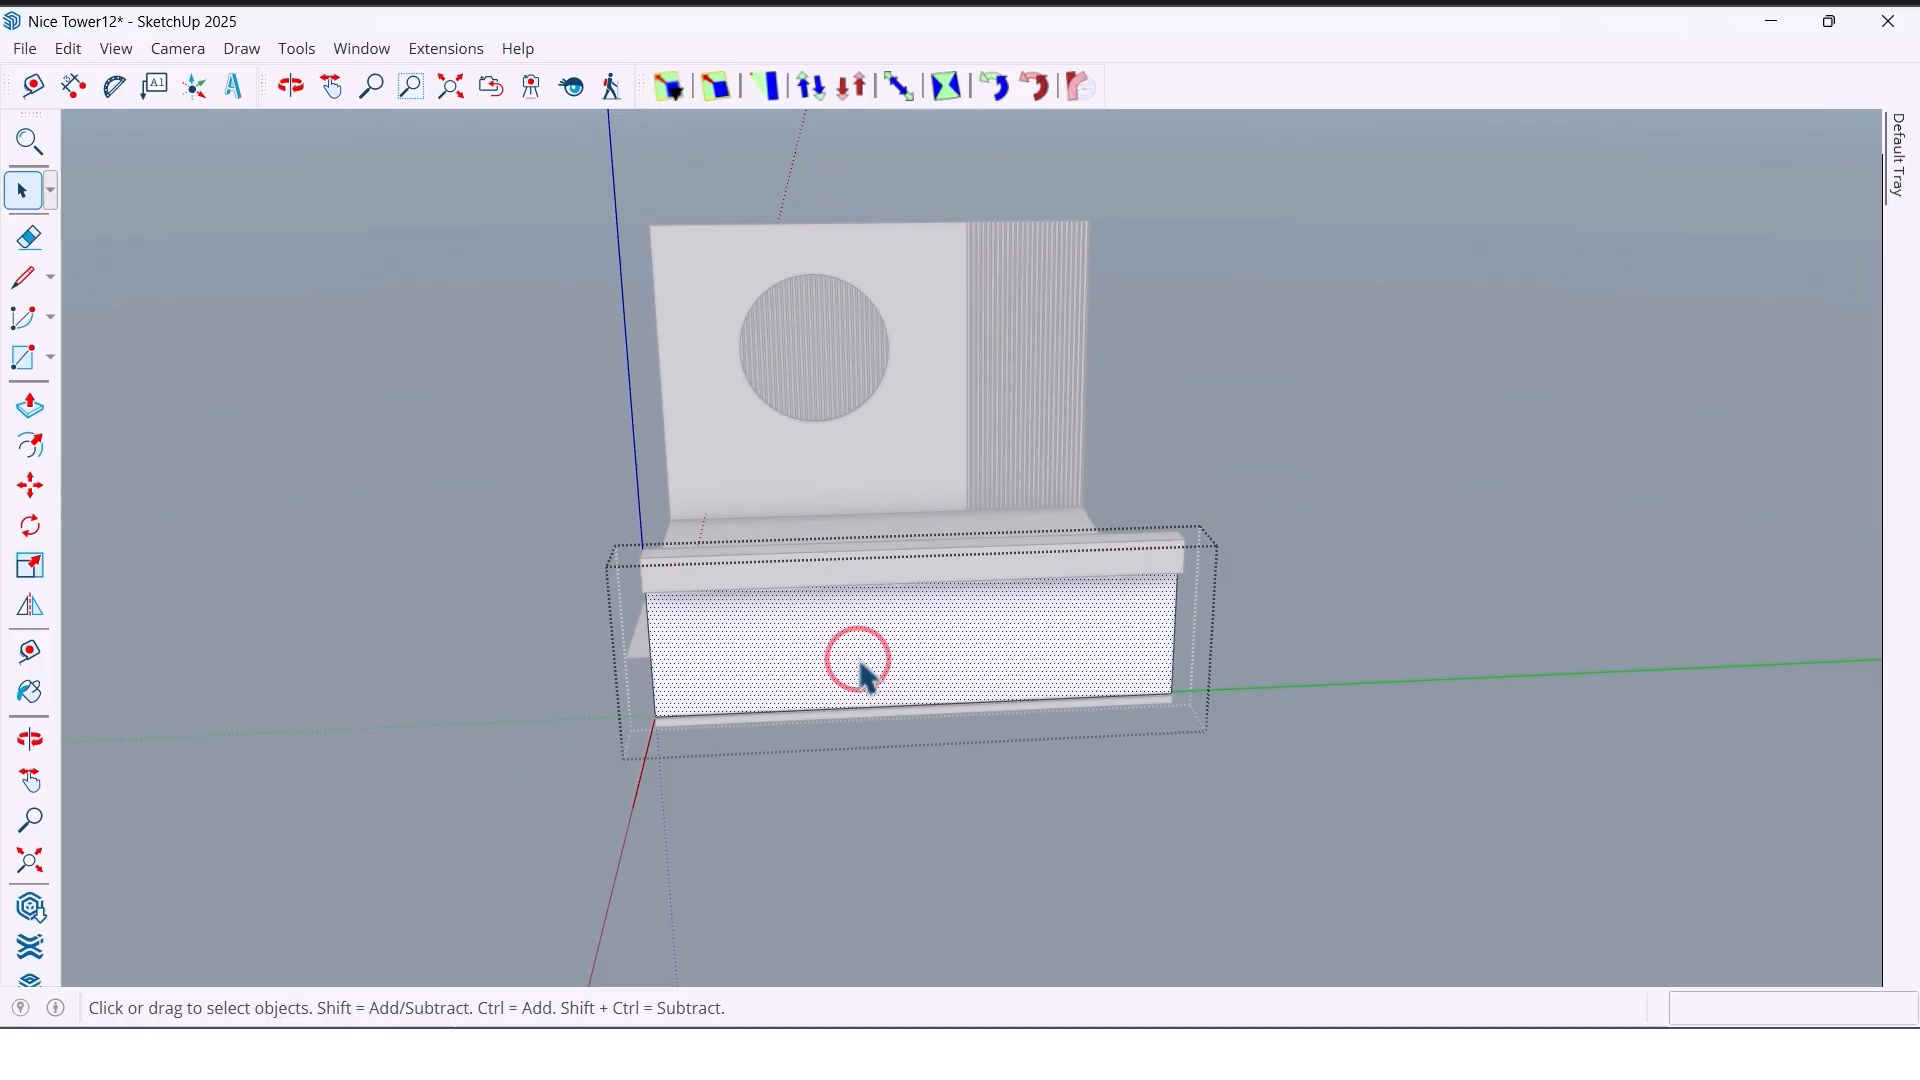 Nice Tower12* - SketchUp 2025
File Edit View Camera Draw Tools Window Extensions Help
A1
Default Tray
Click or drag to select objects. Shift = Add/Subtract. Ctrl = Add. Shift + Ctrl = Subtract.